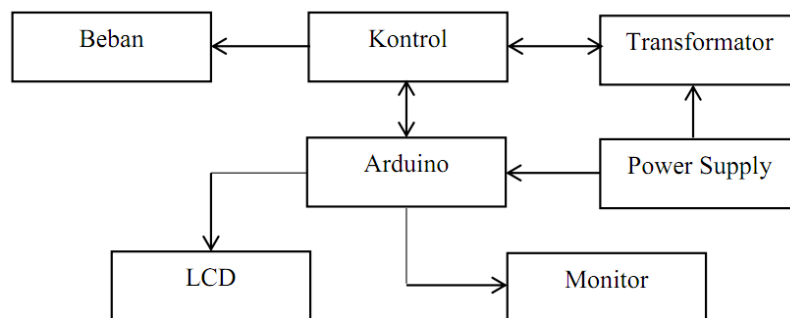 Beban
Kontrol
Transformator
Arduino
Power Supply
LCD
Monitor